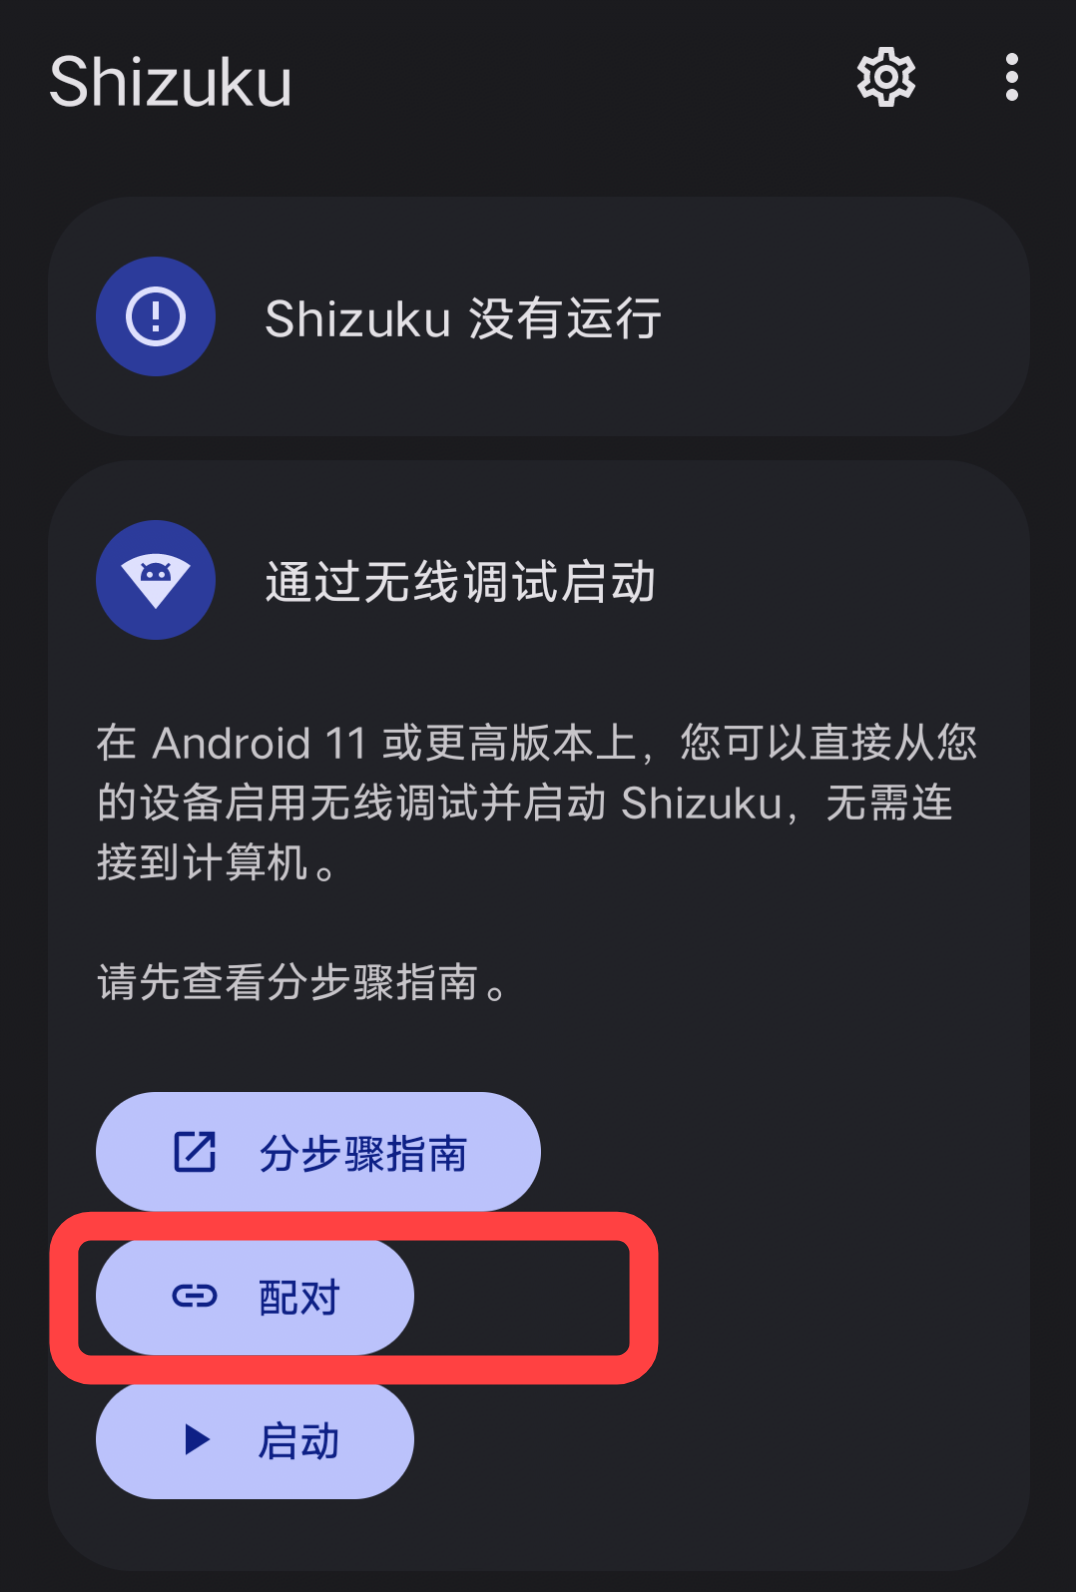 Shizuku
Shizuku 没有运行
通过无线调试启动
在 Android 11 或更高版本上，您可以直接从您
的设备启用无线调试并启动 Shizuku，无需连
接到计算机。
请先查看分步骤指南。
分步骤指南
配对
启动